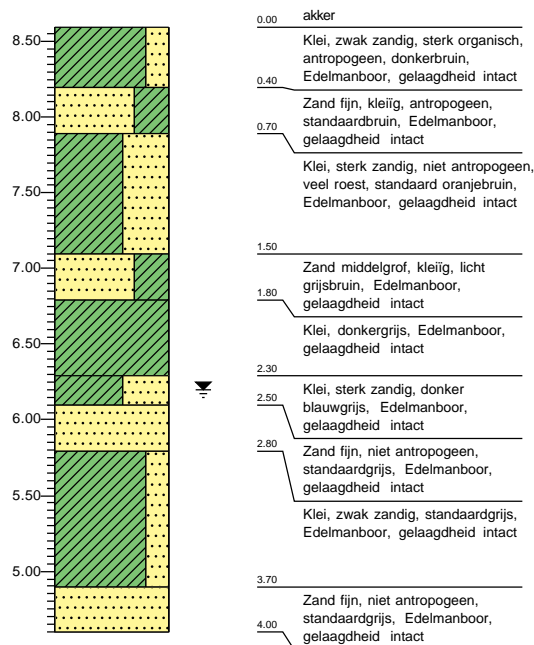 8.50
8.00
7.50
7.00
6.50
6.00
5.50
5.00
0.00
akker
Klei, zwak zandig, sterk organisch,
antropogeen, donkerbruin,
Edelmanboor, gelaagdheid intact
0.40
Zand fijn, kleiïg, antropogeen,
standaardbruin, Edelmanboor,
gelaagdheid intact
0.70
Klei, sterk zandig, niet antropogeen,
veel roest, standaard oranjebruin,
Edelmanboor, gelaagdheid intact
1.50
Zand middelgrof, kleiïg, licht
grijsbruin, Edelmanboor,
gelaagdheid intact
1.80
Klei, donkergrijs, Edelmanboor,
gelaagdheid intact
2.30
Klei, sterk zandig, donker
blauwgrijs, Edelmanboor,
gelaagdheid intact
2.50
Zand fijn, niet antropogeen,
standaardgrijs, Edelmanboor,
gelaagdheid intact
2.80
Klei, zwak zandig, standaardgrijs,
Edelmanboor, gelaagdheid intact
3.70
Zand fijn, niet antropogeen,
standaardgrijs, Edelmanboor,
gelaagdheid intact
4.00